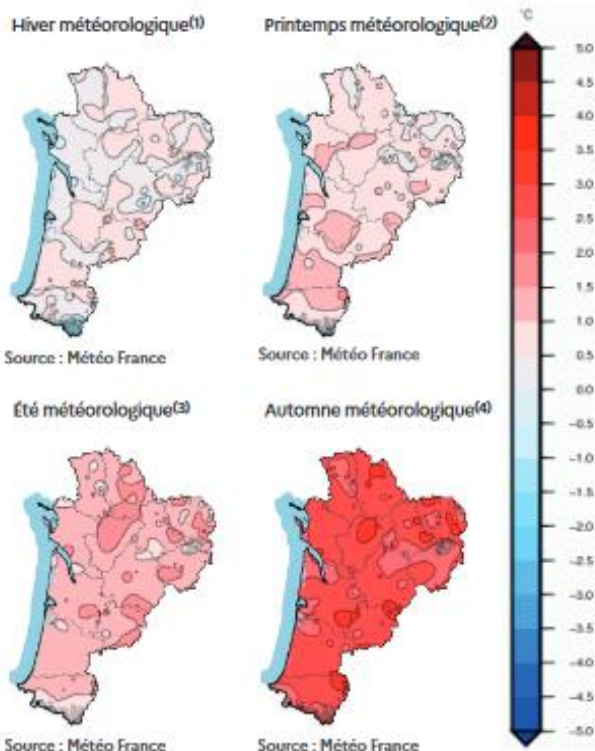 Hiver météorologique(1)
Printemps météorologique(2)
°C
5.0
4.5
4.0
3.5
3.0
2.5
2.0
1.5
1.0
0.5
0.0
-0.5
-1.0
-1.5
-2.0
-2.5
-3.0
-3.5
-4.0
-4.5
-5.0
Source : Météo France
Source : Météo France
Été météorologique(3)
Automne météorologique(4)
Source : Météo France
Source : Météo France